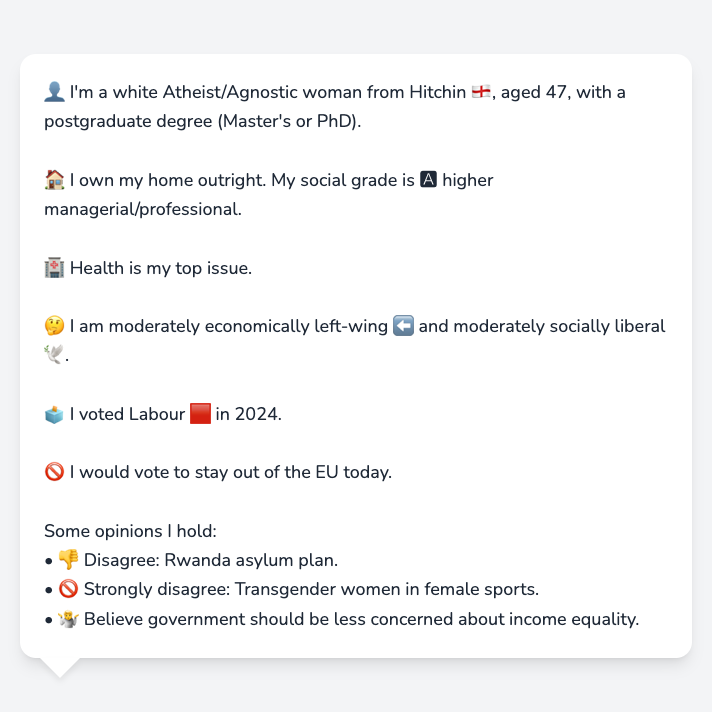 👤 I'm a white Atheist/Agnostic woman from Hitchin 🏴󠁧󠁢󠁥󠁮󠁧󠁿, aged 47, with a
postgraduate degree (Master's or PhD).
🏠 I own my home outright. My social grade is 🅰 higher
managerial/professional.
🏥 Health is my top issue.
🤔 I am moderately economically left-wing ⬅️ and moderately socially liberal
🕊️.
🗳️ I voted Labour 🟥 in 2024.
🚫 I would vote to stay out of the EU today.
Some opinions I hold:
• 👎 Disagree: Rwanda asylum plan.
• 🚫 Strongly disagree: Transgender women in female sports.
• 🤷 Believe government should be less concerned about income equality.